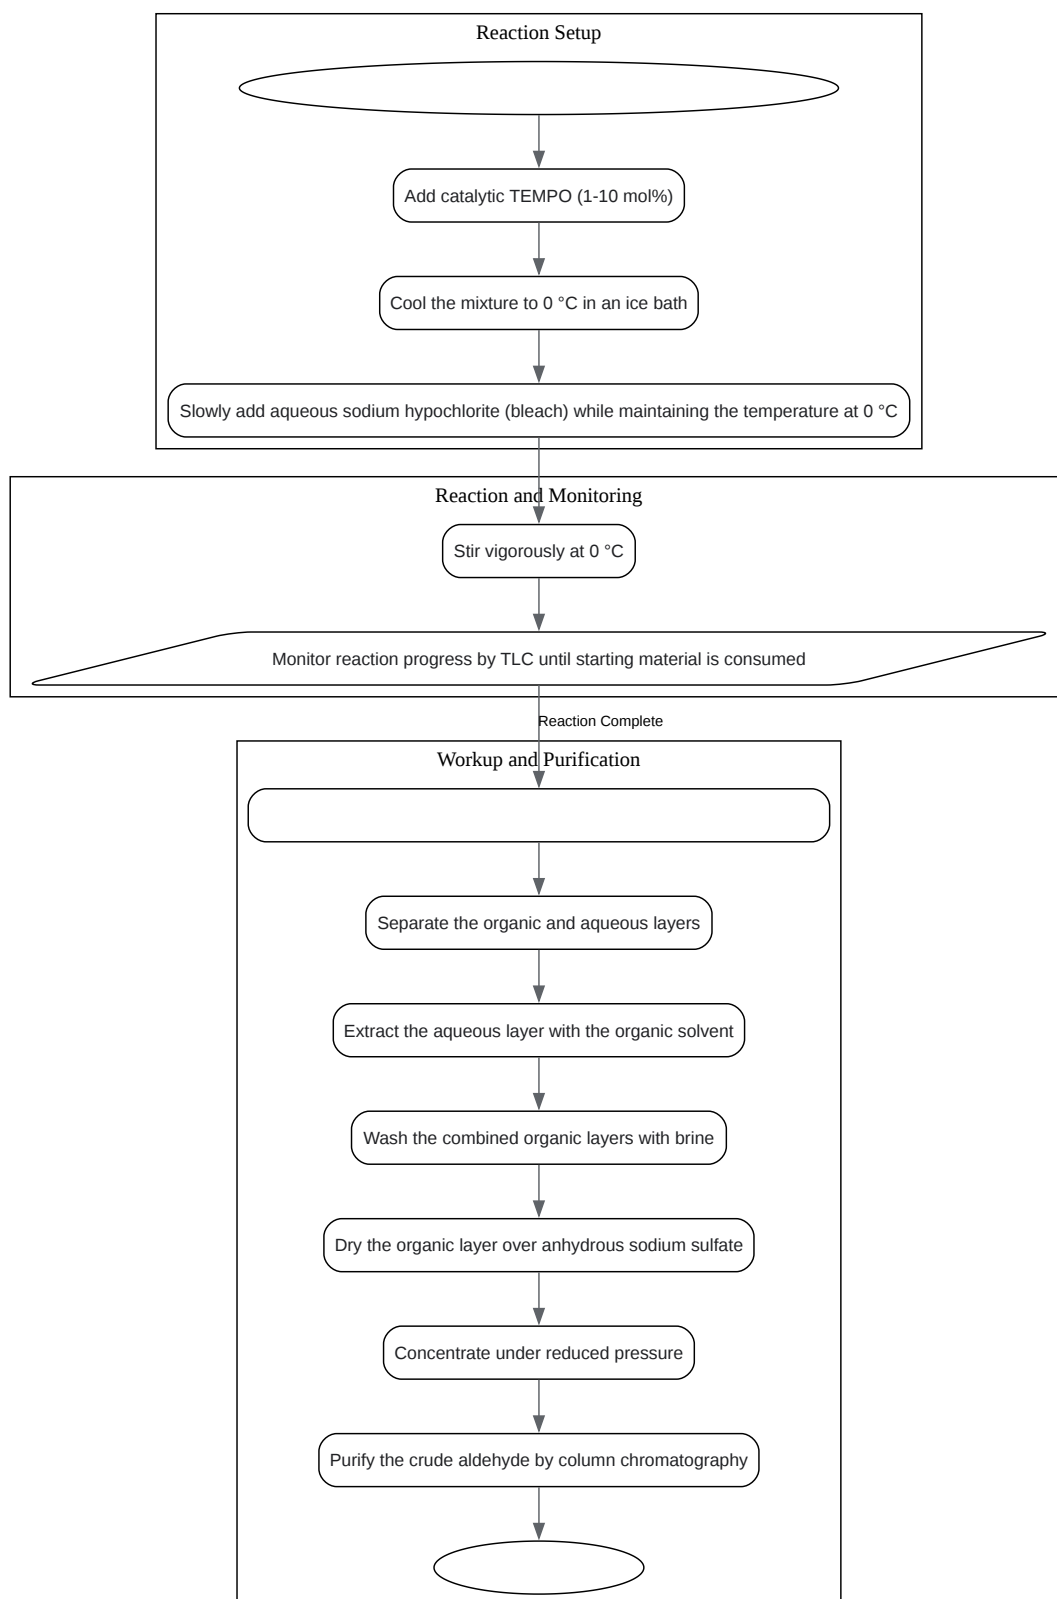 Reaction Setup
Add catalytic TEMPO (1-10 mol%)
Cool the mixture to 0 °C in an ice bath
Slowly add aqueous sodium hypochlorite (bleach) while maintaining the temperature at 0 °C
Reaction and Monitoring
Stir vigorously at 0 °C
Monitor reaction progress by TLC until starting material is consumed
Reaction Complete
Workup and Purification
Separate the organic and aqueous layers
Extract the aqueous layer with the organic solvent
Wash the combined organic layers with brine
Dry the organic layer over anhydrous sodium sulfate
Concentrate under reduced pressure
Purify the crude aldehyde by column chromatography